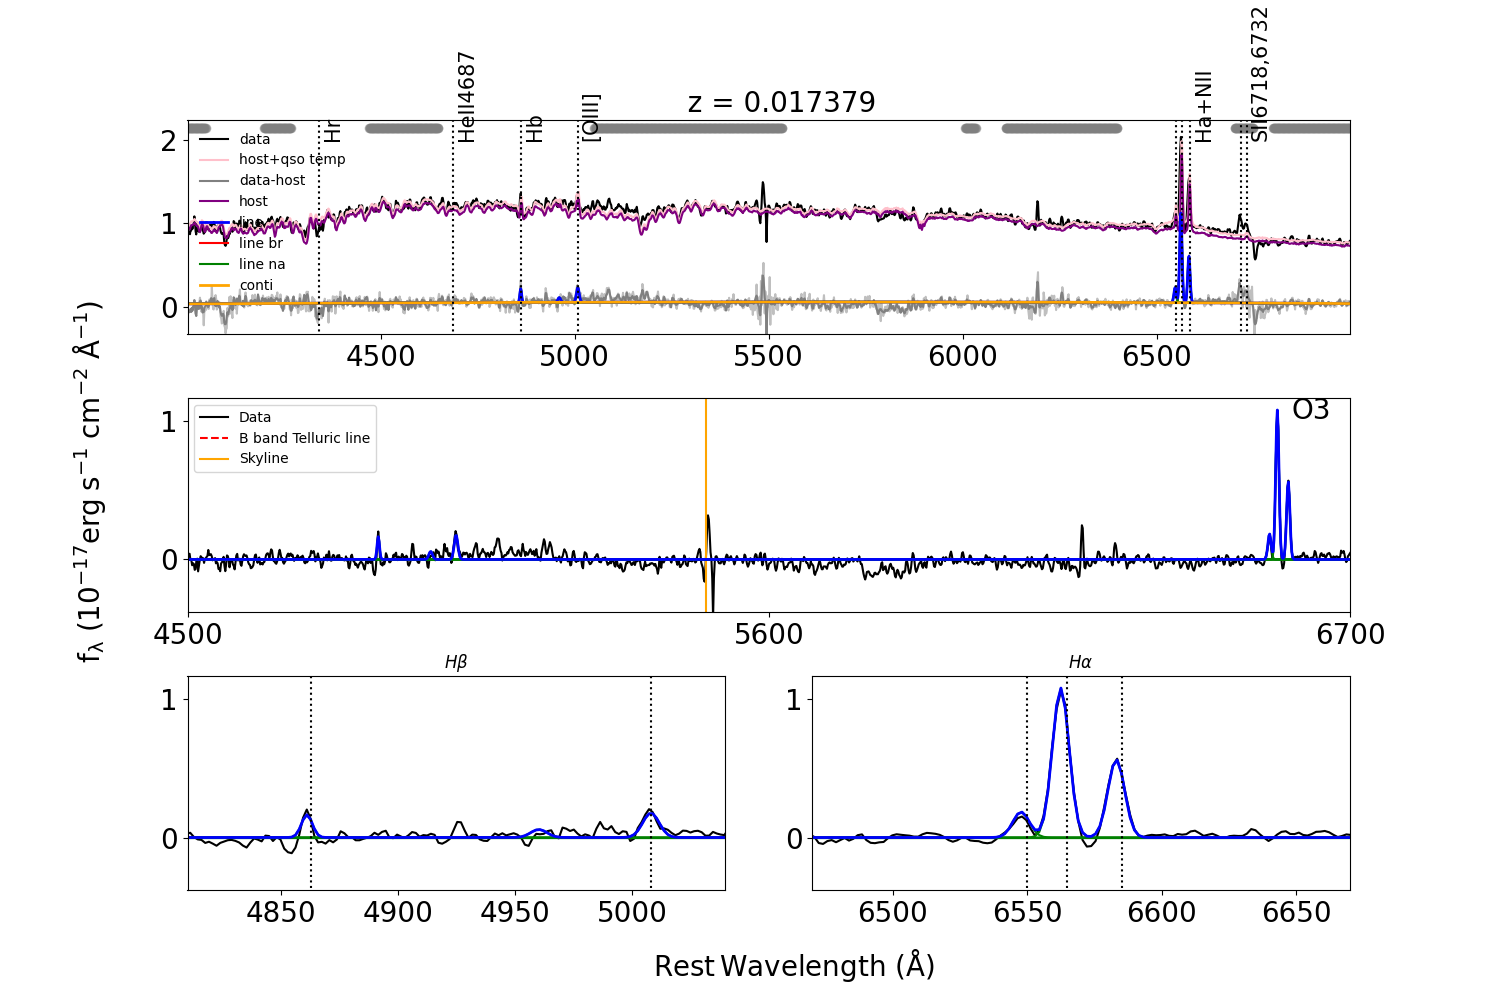 z = 0.017379
Hr
HeII4687
Hb
[OIII]
Ha+NII
SII6718,6732
2
1
0
data
host+qso temp
data-host
host
line
line br
line na
conti
4500
5000
5500
6000
6500
fλ (10⁻¹⁷erg s⁻¹ cm⁻² Å⁻¹)
1
0
Data
B band Telluric line
Skyline
O3
4500
5600
6700
Hβ
1
0
4850
4900
4950
5000
Hα
1
0
6500
6550
6600
6650
Rest Wavelength (Å)